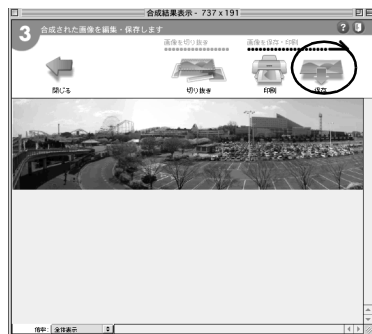 合成結果表示 - 737 x 191
3 合成された画像を編集・保存します
?
画像を切り抜き
画像を保存・印刷
閉じる
切り抜き
印刷
保存
倍率: 全体表示